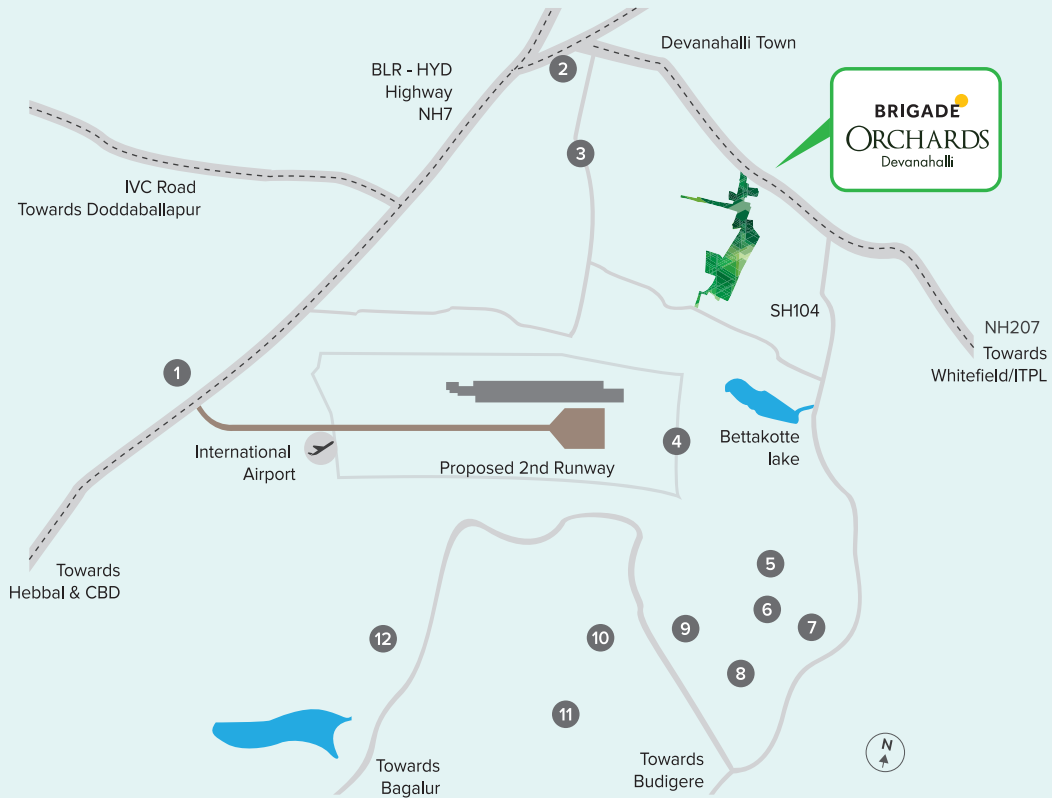 Devanahalli Town
BLR - HYD
Highway
NH7
2
BRIGADE
ORCHARDS
Devanahalli
3
IVC Road
Towards Doddaballapur
SH104
NH207
Towards
Whitefield/ITPL
1
4
Bettakotte
lake
International
Airport
Proposed 2nd Runway
Towards
Hebbal & CBD
5
6
7
8
9
10
11
12
Towards
Bagalur
Towards
Budigere
N